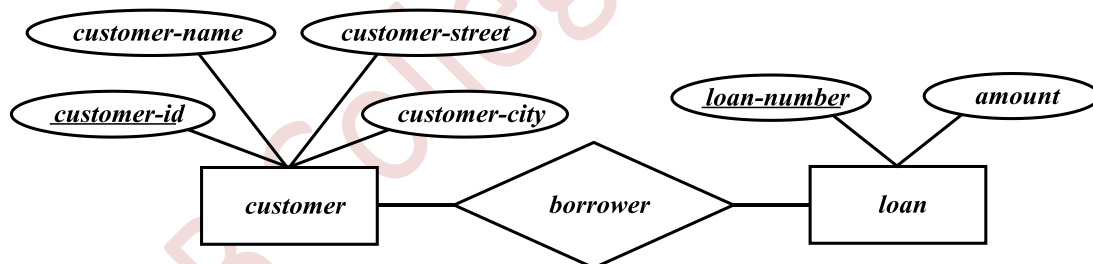 customer-name
customer-street
customer-id
customer-city
loan-number
amount
customer
borrower
loan